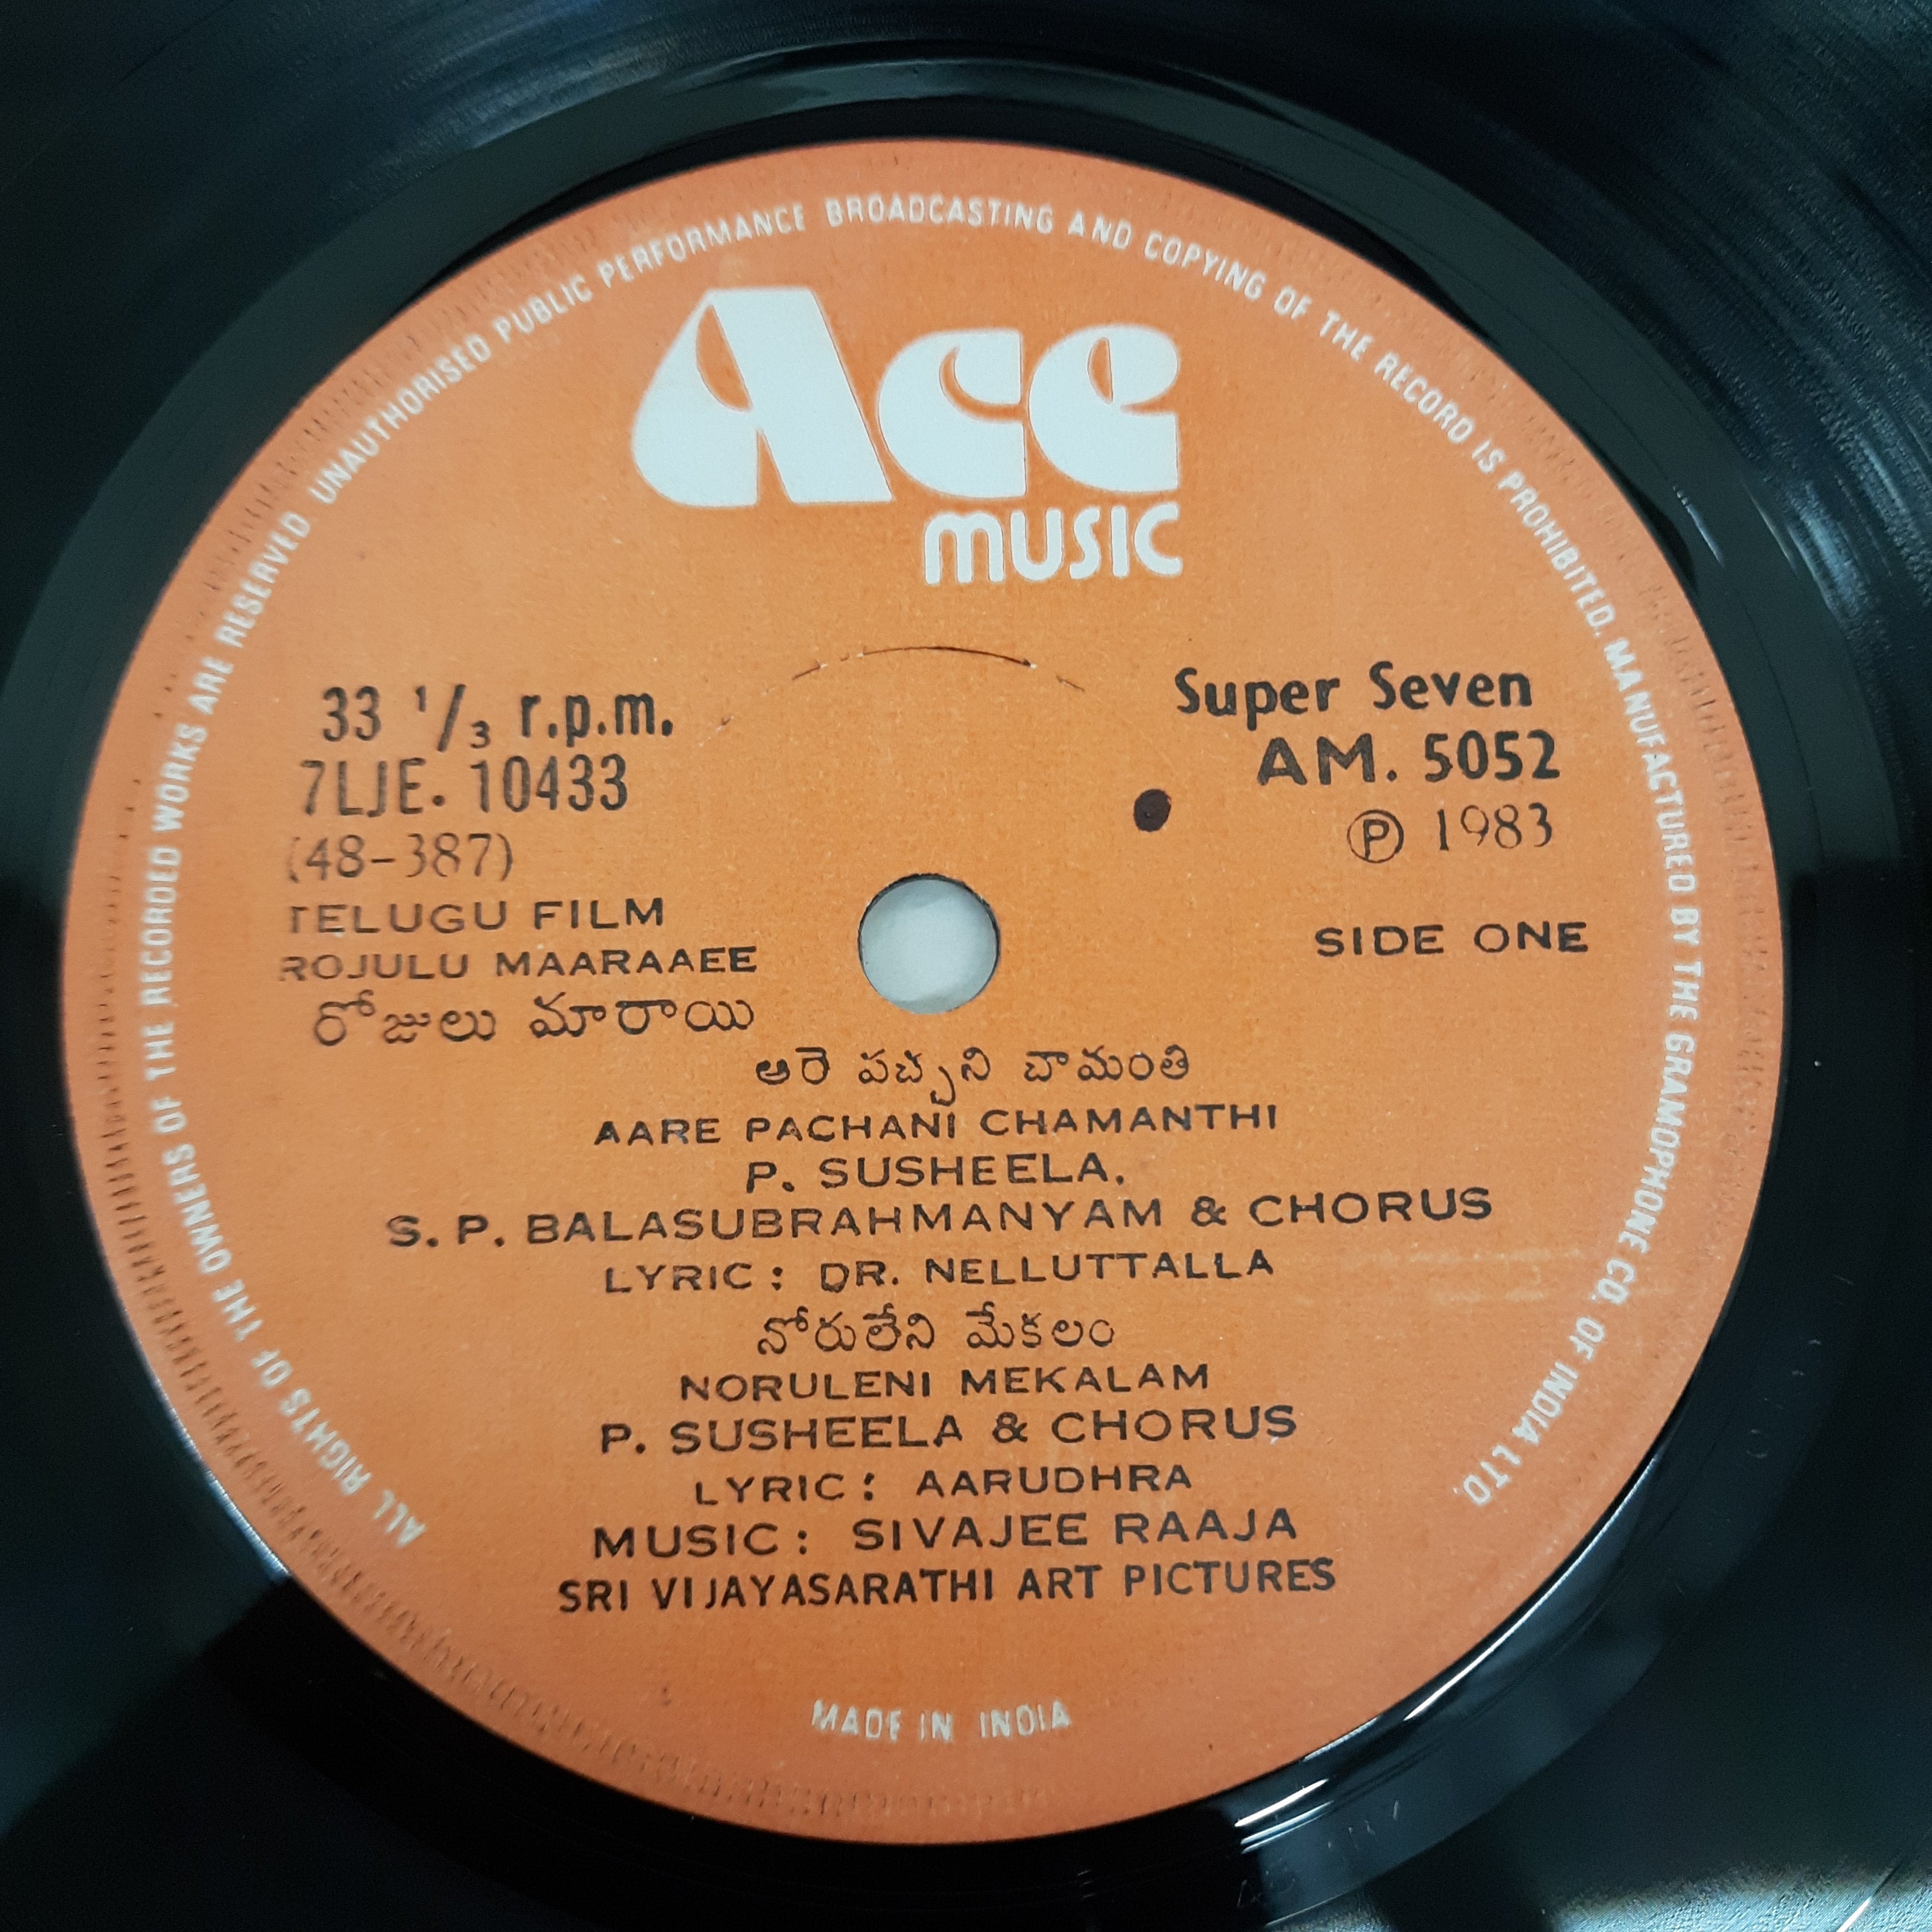 ALL RIGHTS OF THE OWNERS OF THE RECORDED WORKS ARE RESERVED UNAUTHORISED PUBLIC PERFORMANCE BROADCASTING AND COPYING OF THE RECORD IS PROHIBITED. MANUFACTURED BY THE GRAMOPHONE CO. OF INDIA LTD.
Ace
MUSIC
33 1/3 r.p.m.
7LJE. 10433
(48-387)
TELUGU FILM
ROJULU MAARAAEE
రోజులు మారాయి
Super Seven
AM. 5052
Ⓟ 1983
SIDE ONE
ఆరె పచ్చని చామంతి
AARE PACHANI CHAMANTHI
P. SUSHEELA.
S. P. BALASUBRAHMANYAM & CHORUS
LYRIC : DR. NELLUTTALLA
నోరులేని మేకలం
NORULENI MEKALAM
P. SUSHEELA & CHORUS
LYRIC : AARUDHRA
MUSIC : SIVAJEE RAAJA
SRI VIJAYASARATHI ART PICTURES
MADE IN INDIA